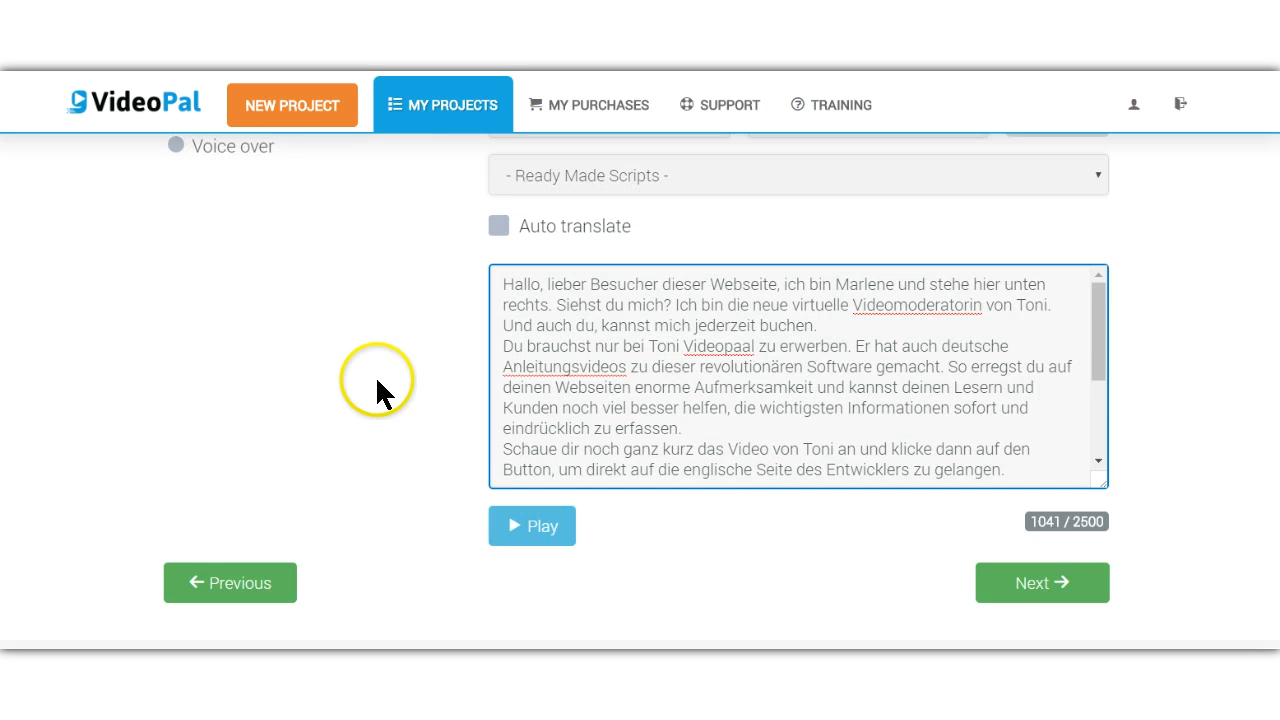 VideoPal
NEW PROJECT
MY PROJECTS
MY PURCHASES
SUPPORT
TRAINING
Voice over
- Ready Made Scripts -
Auto translate
Hallo, lieber Besucher dieser Webseite, ich bin Marlene und stehe hier unten
rechts. Siehst du mich? Ich bin die neue virtuelle Videomoderatorin von Toni.
Und auch du, kannst mich jederzeit buchen.
Du brauchst nur bei Toni Videopaal zu erwerben. Er hat auch deutsche
Anleitungsvideos zu dieser revolutionären Software gemacht. So erregst du auf
deinen Webseiten enorme Aufmerksamkeit und kannst deinen Lesern und
Kunden noch viel besser helfen, die wichtigsten Informationen sofort und
eindrücklich zu erfassen.
Schaue dir noch ganz kurz das Video von Toni an und klicke dann auf den
Button, um direkt auf die englische Seite des Entwicklers zu gelangen.
Play
1041 / 2500
Previous
Next